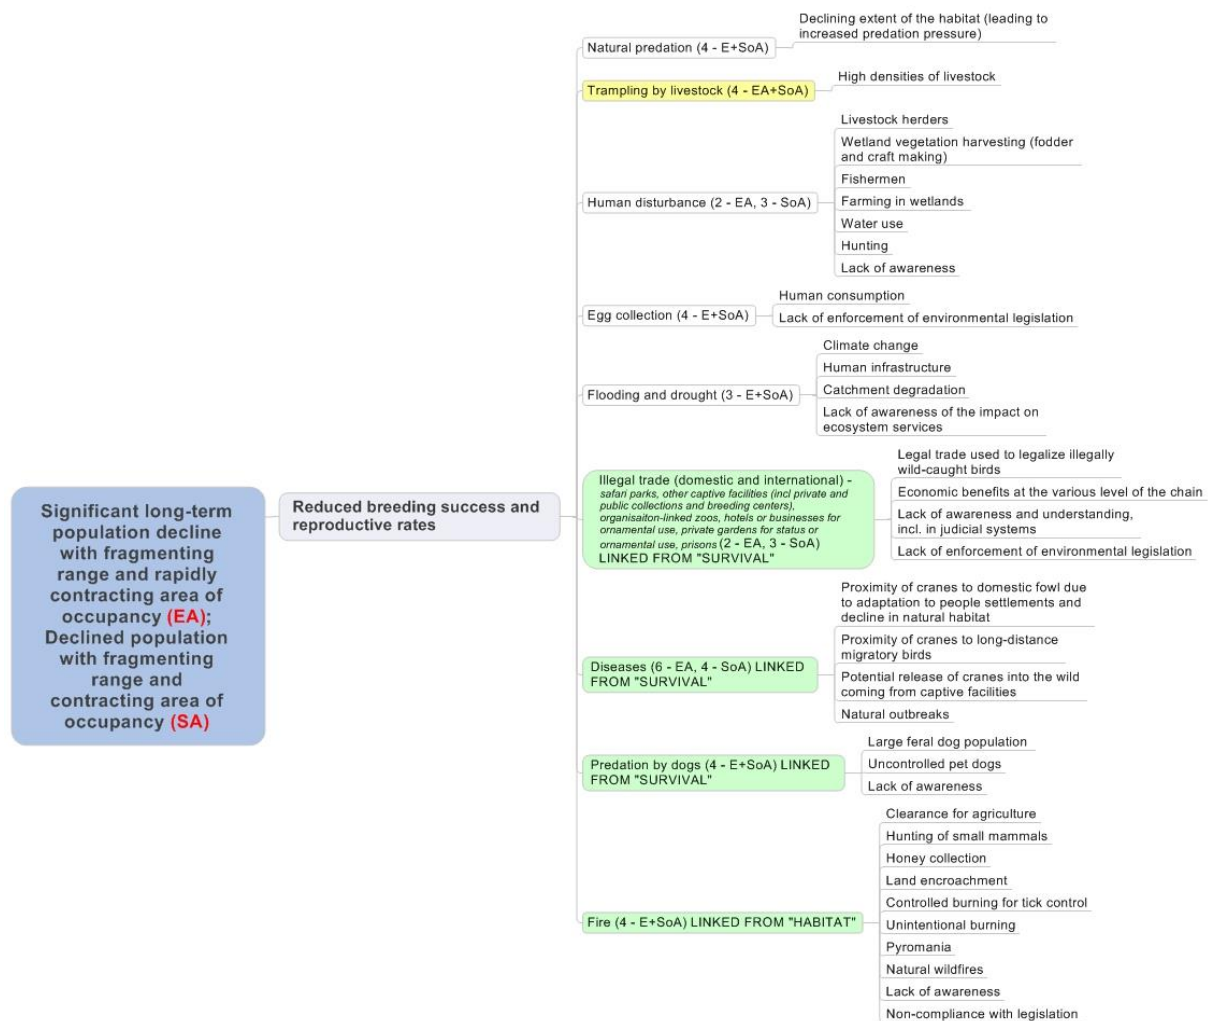 Significant long-term
population decline
with fragmenting
range and rapidly
contracting area of
occupancy (EA);
Declined population
with fragmenting
range and
contracting area of
occupancy (SA)
Reduced breeding success and
reproductive rates
Natural predation (4 - E+SoA)
Declining extent of the habitat (leading to
increased predation pressure)
Trampling by livestock (4 - EA+SoA)
High densities of livestock
Human disturbance (2 - EA, 3 - SoA)
Livestock herders
Wetland vegetation harvesting (fodder
and craft making)
Fishermen
Farming in wetlands
Water use
Hunting
Lack of awareness
Egg collection (4 - E+SoA)
Human consumption
Lack of enforcement of environmental legislation
Flooding and drought (3 - E+SoA)
Climate change
Human infrastructure
Catchment degradation
Lack of awareness of the impact on
ecosystem services
Illegal trade (domestic and international) -
safari parks, other captive facilities (incl private and
public collections and breeding centers),
organisaiton-linked zoos, hotels or businesses for
ornamental use, private gardens for status or
ornamental use, prisons (2 - EA, 3 - SoA)
LINKED FROM "SURVIVAL"
Legal trade used to legalize illegally
wild-caught birds
Economic benefits at the various level of the chain
Lack of awareness and understanding,
incl. in judicial systems
Lack of enforcement of environmental legislation
Diseases (6 - EA, 4 - SoA) LINKED
FROM "SURVIVAL"
Proximity of cranes to domestic fowl due
to adaptation to people settlements and
decline in natural habitat
Proximity of cranes to long-distance
migratory birds
Potential release of cranes into the wild
coming from captive facilities
Natural outbreaks
Predation by dogs (4 - E+SoA) LINKED
FROM "SURVIVAL"
Large feral dog population
Uncontrolled pet dogs
Lack of awareness
Fire (4 - E+SoA) LINKED FROM "HABITAT"
Clearance for agriculture
Hunting of small mammals
Honey collection
Land encroachment
Controlled burning for tick control
Unintentional burning
Pyromania
Natural wildfires
Lack of awareness
Non-compliance with legislation